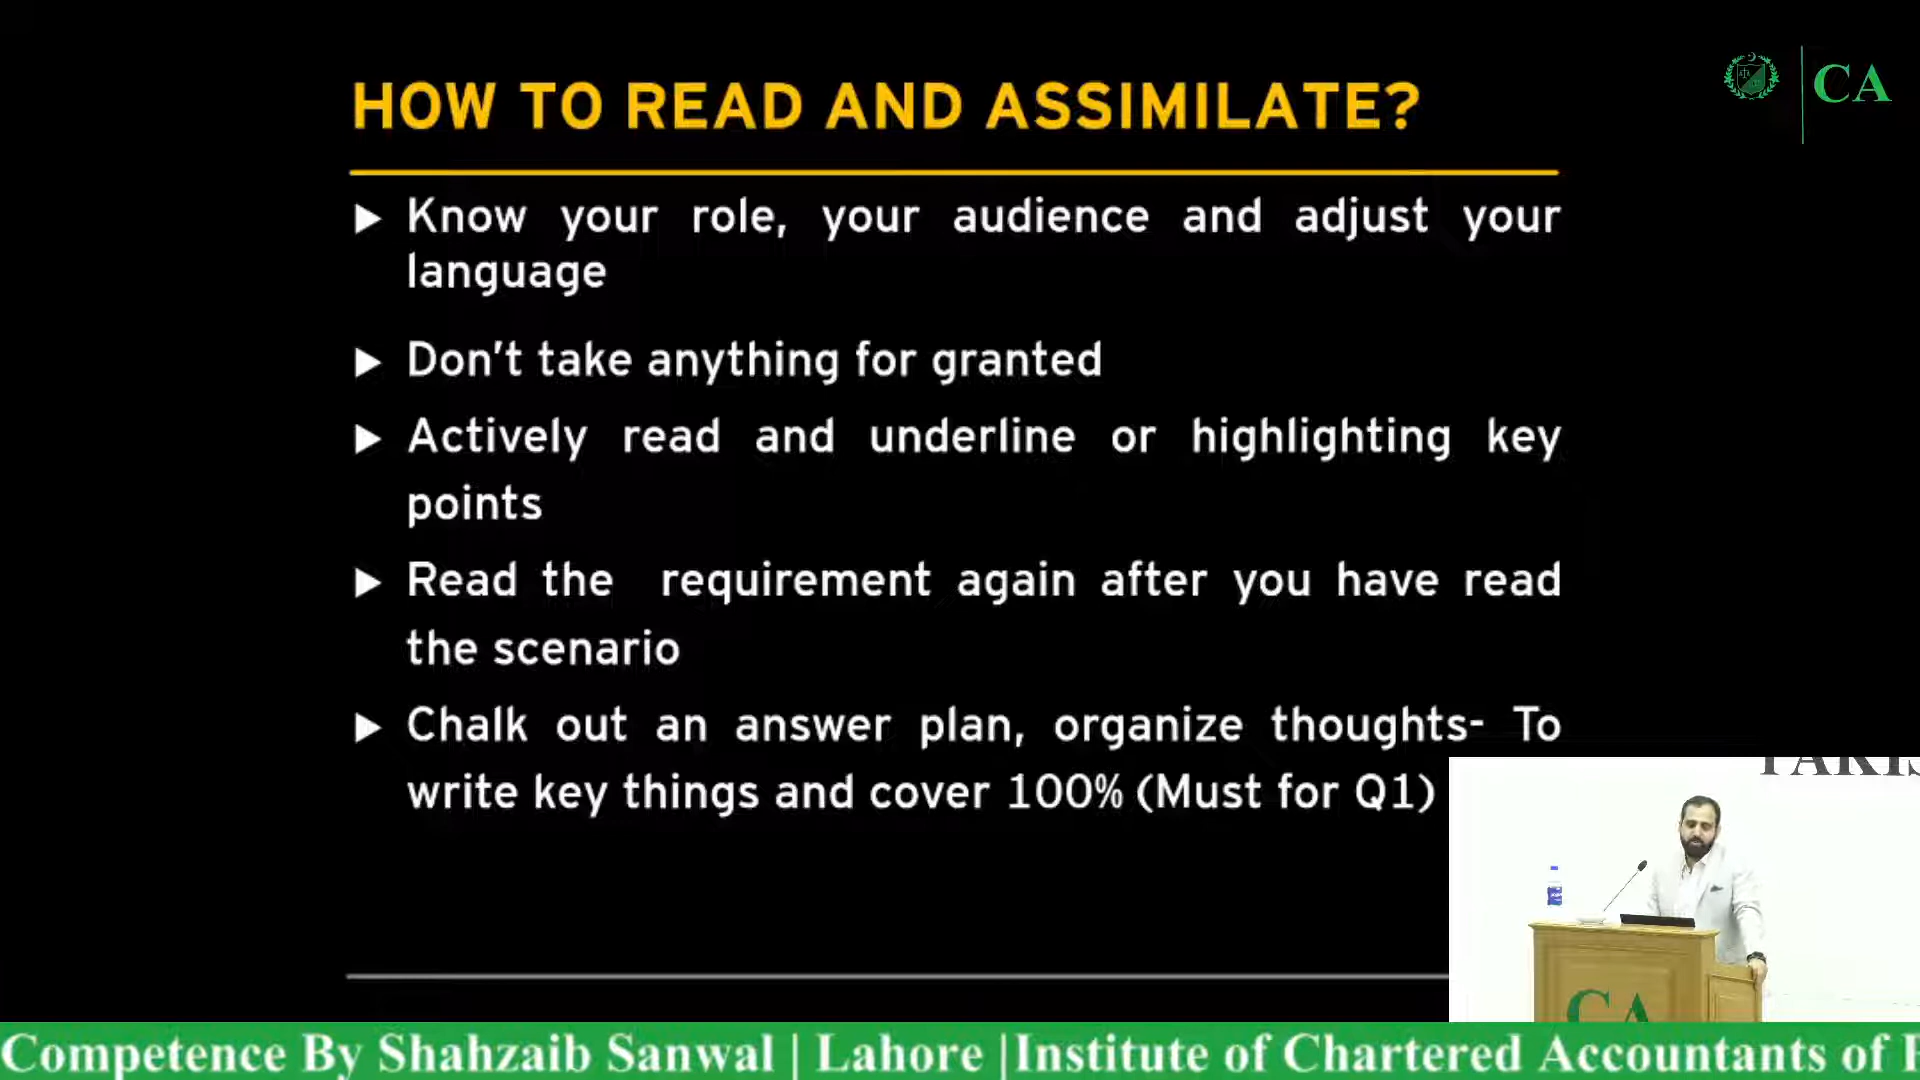 HOW TO READ AND ASSIMILATE?
CA
Know your role, your audience and adjust your
language
Don't take anything for granted
Actively read and underline or highlighting key
points
Read the requirement again after you have read
the scenario
Chalk out an answer plan, organize thoughts- To
write key things and cover 100% (Must for Q1)
CA
Competence By Shahzaib Sanwal | Lahore |Institute of Chartered Accountants of